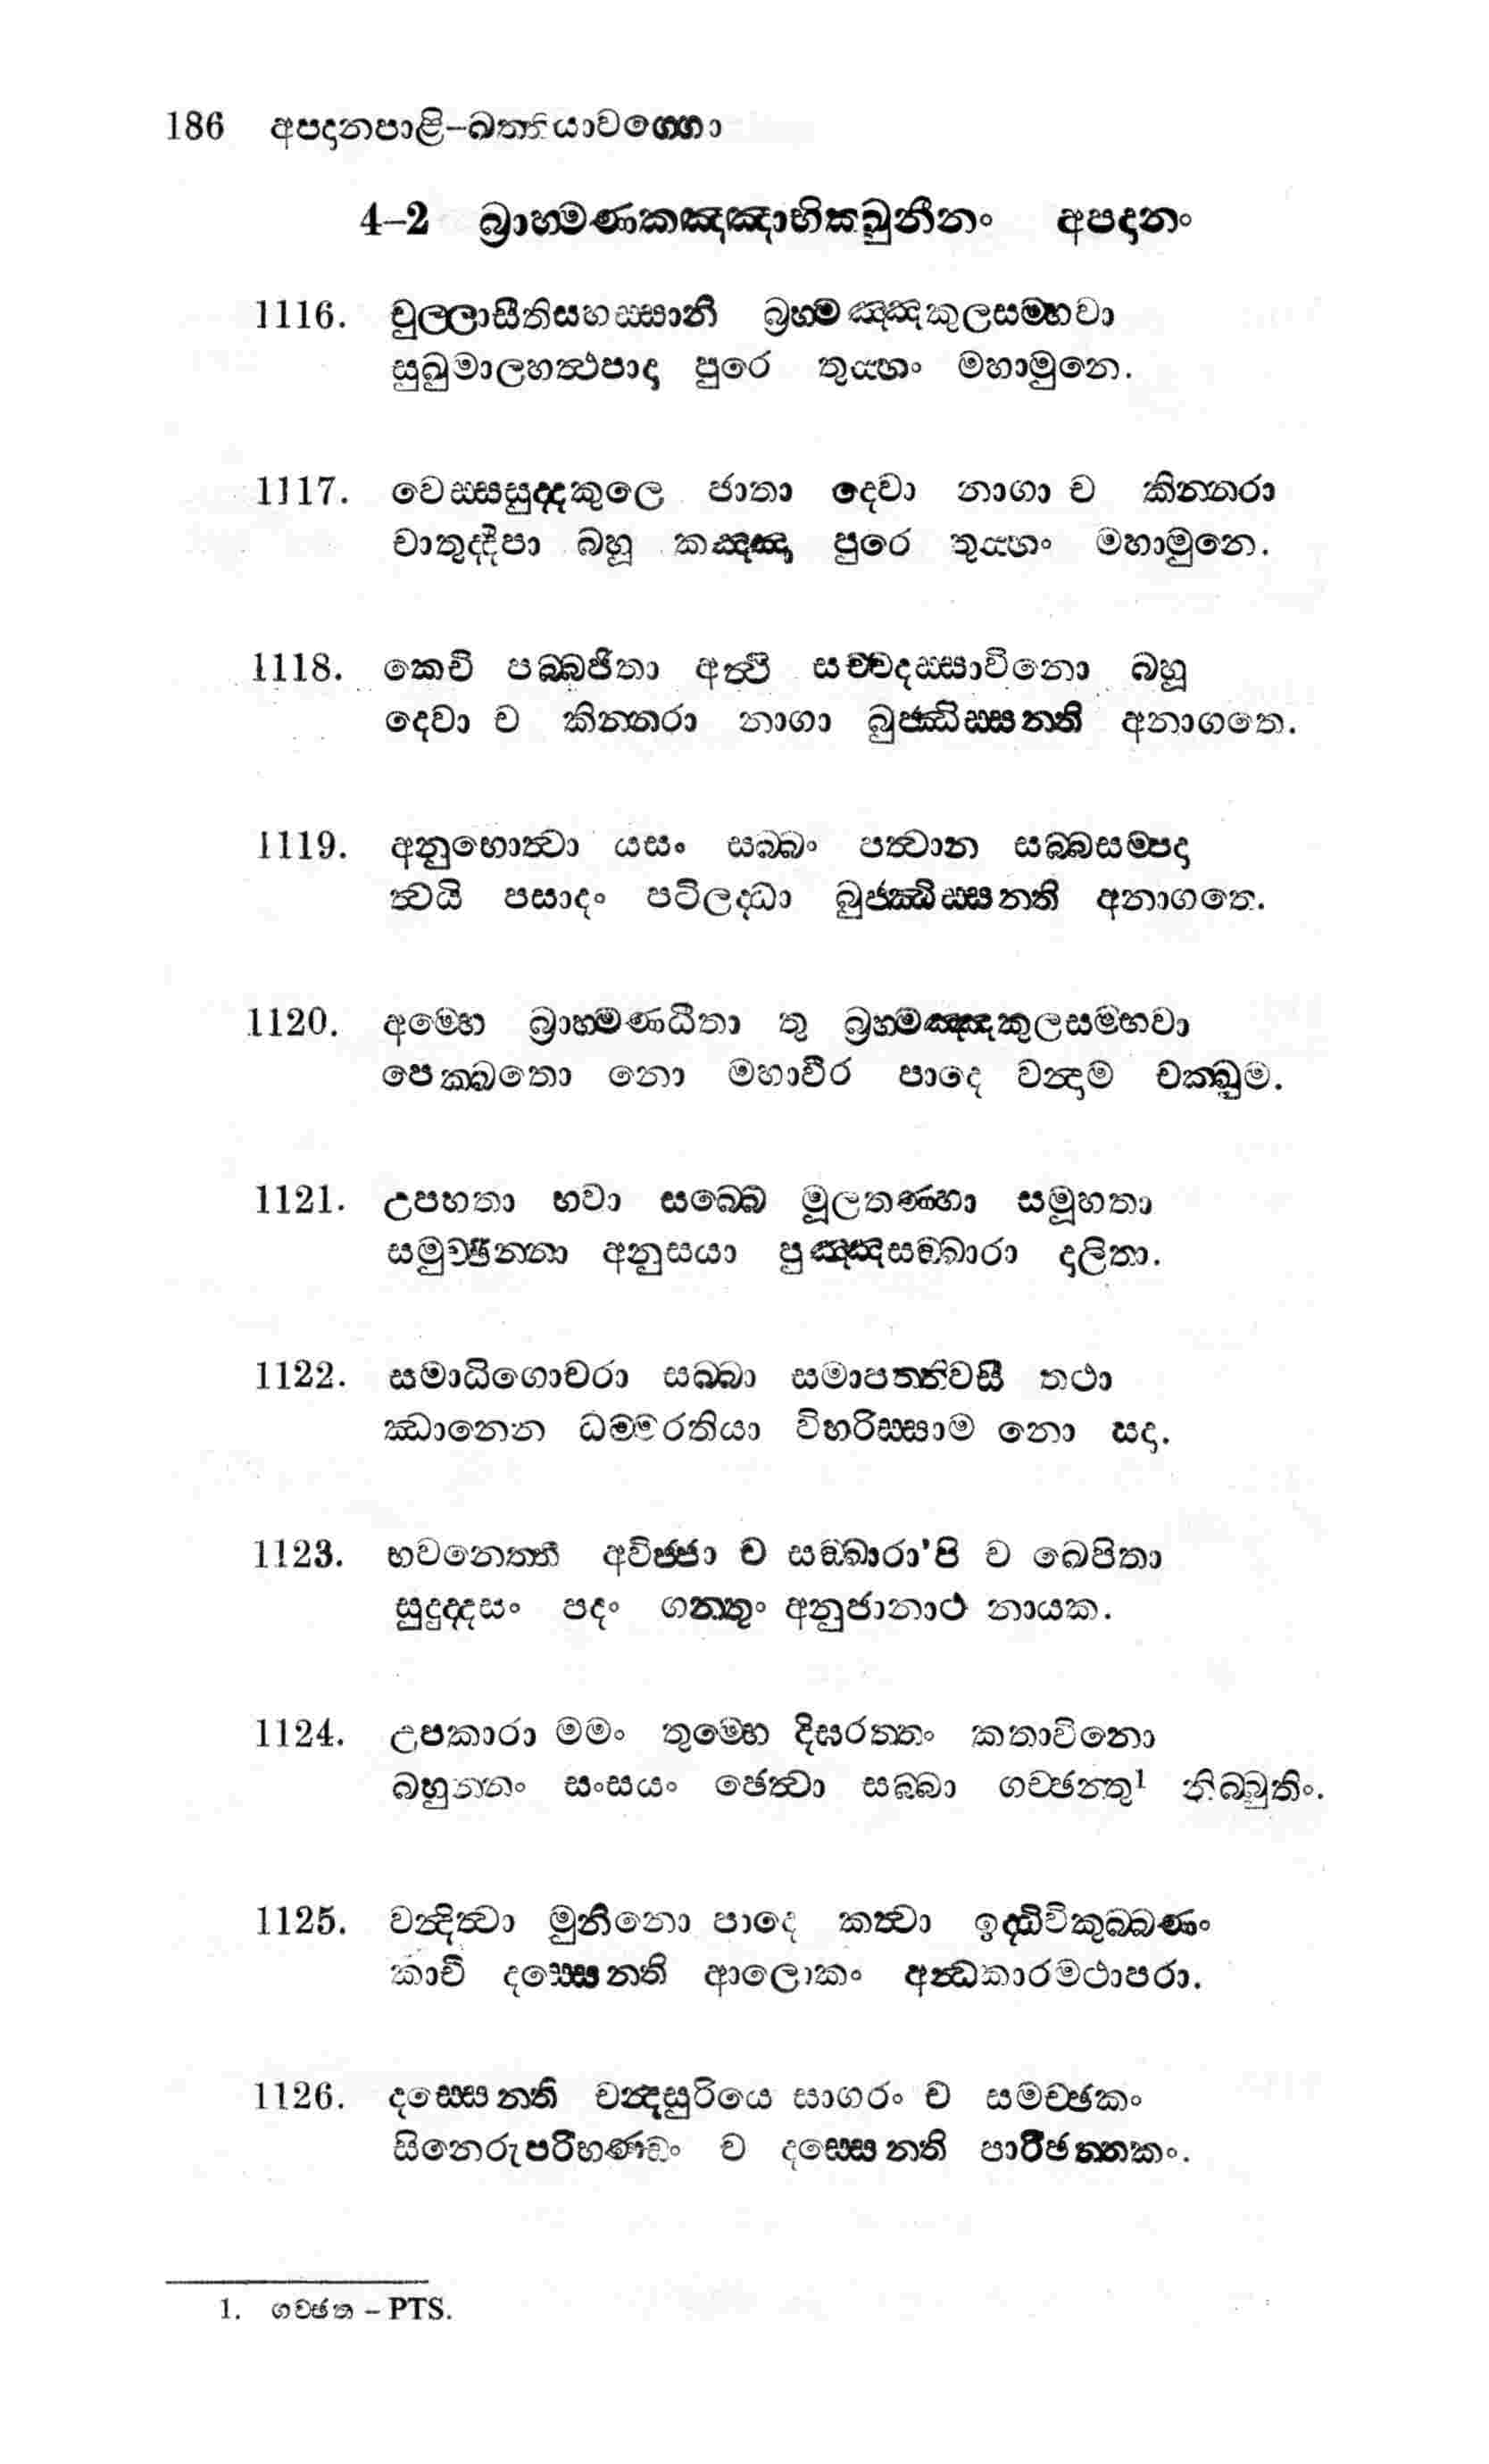 186 අපදානපාළි-ඛත්තියාවග්ගො
4-2 බ්‍රාහ්මණකඤ්ඤාභික්ඛුනීනං අපදානං
1116. චුල්ලාසීතිසහස්සානි බ්‍රහ්මඤ්ඤකුලසම්භවා
සුඛුමාලහත්ථපාදා පුරෙ තුය්හං මහාමුනෙ.
1117. වෙස්සසුද්දකුලෙ ජාතා දෙවා නාගා ච කින්නරා
චාතුද්දීපා බහූ කඤ්ඤා පුරෙ තුය්හං මහාමුනෙ.
1118. කෙචි පබ්බජිතා අත්ථි සච්චදස්සාවිනො බහූ
දෙවා ච කින්නරා නාගා බුජ්ඣිස්සන්ති අනාගතෙ.
1119. අනුභොත්වා යසං සබ්බං පත්වාන සබ්බසම්පදා
ත්වයි පසාදං පටිලද්ධා බුජ්ඣිස්සන්ති අනාගතෙ.
1120. අම්හෙ බ්‍රාහ්මණධීතා තු බ්‍රහ්මඤ්ඤකුලසම්භවා
පෙක්ඛතො නො මහාවීර පාදෙ වන්දාම චක්ඛුම.
1121. උපහතා භවා සබ්බෙ මූලතණ්හා සමූහතා
සමුච්ඡින්නා අනුසයා පුඤ්ඤසඞ්ඛාරා දාලිතා.
1122. සමාධිගොචරා සබ්බා සමාපත්තිවසී තථා
ඣානෙන ධම්මරතියා විහරිස්සාම නො සදා.
1123. භවනෙත්තී අවිජ්ජා ච සඞ්ඛාරා’පි ච ඛෙපිතා
සුදුද්දසං පදං ගන්තුං අනුජානාථ නායක.
1124. උපකාරා මමං තුම්හෙ දීඝරත්තං කතාවිනො
බහුන්නං සංසයං ඡෙත්වා සබ්බා ගච්ඡන්තු1 නිබ්බුතිං.
1125. වන්දිත්වා මුනිනො පාදෙ කත්වා ඉද්ධිවිකුබ්බණං
කාචි දස්සෙන්ති ආලොකං අන්ධකාරමථාපරා.
1126. දස්සෙන්ති චන්දසුරියෙ සාගරං ච සමච්ඡකං
සිනෙරුපරිභණ්ඩං ච දස්සෙන්ති පාරිඡත්තකං.
1. ගච්ඡත – PTS.